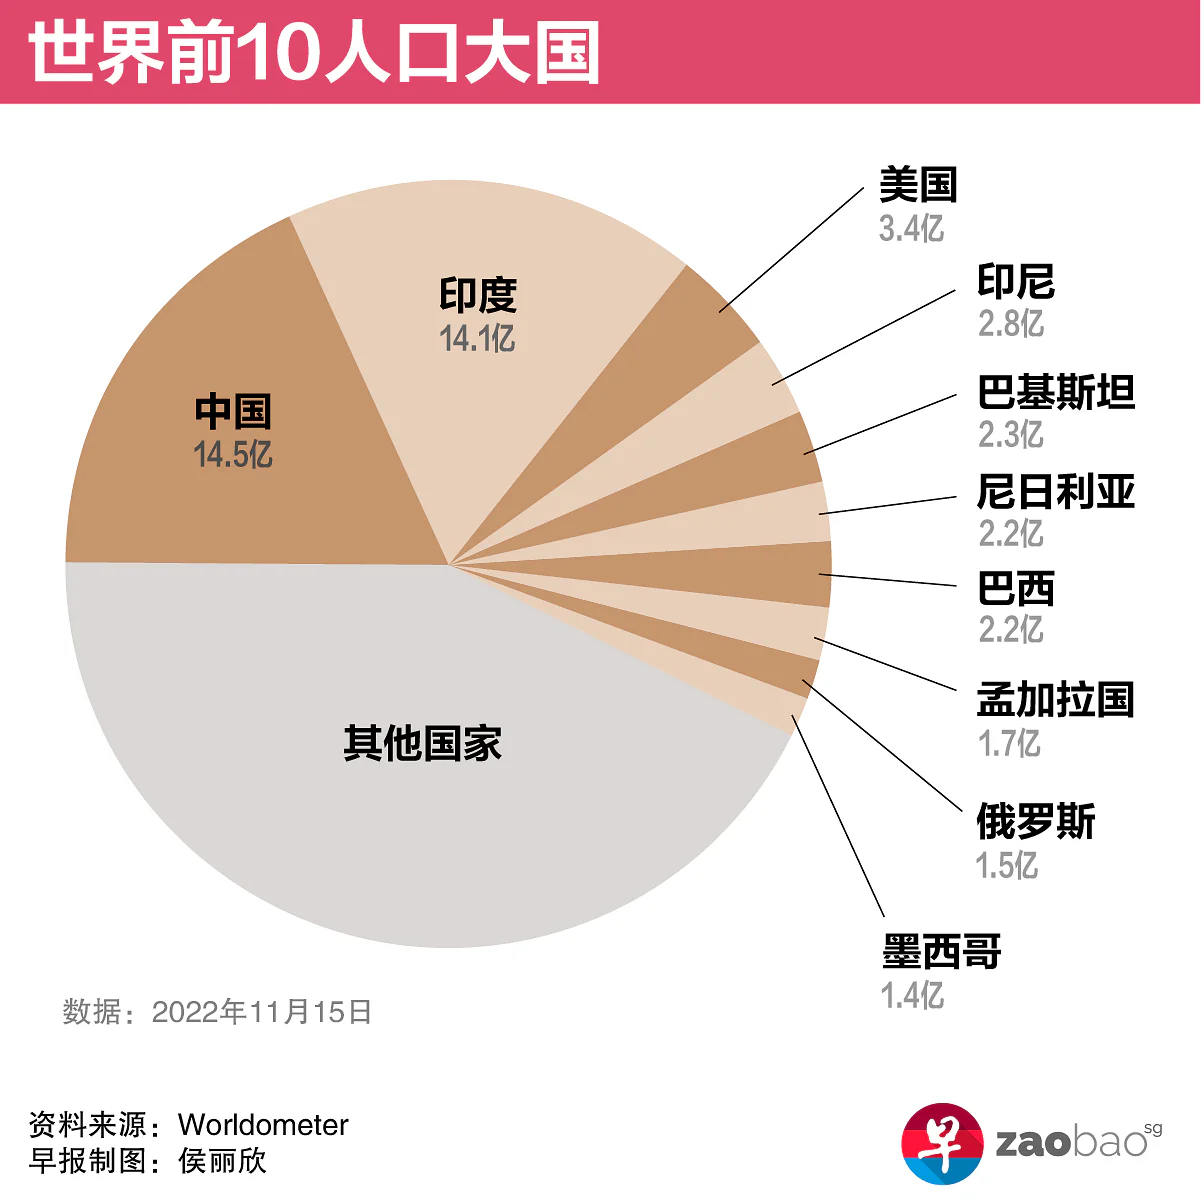 世界前10人口大国
美国
3.4亿
印度
14.1亿
印尼
2.8亿
中国
14.5亿
巴基斯坦
2.3亿
尼日利亚
2.2亿
巴西
2.2亿
孟加拉国
1.7亿
其他国家
俄罗斯
1.5亿
墨西哥
1.4亿
数据：2022年11月15日
资料来源：Worldometer
早报制图：侯丽欣
早 zaobao sg